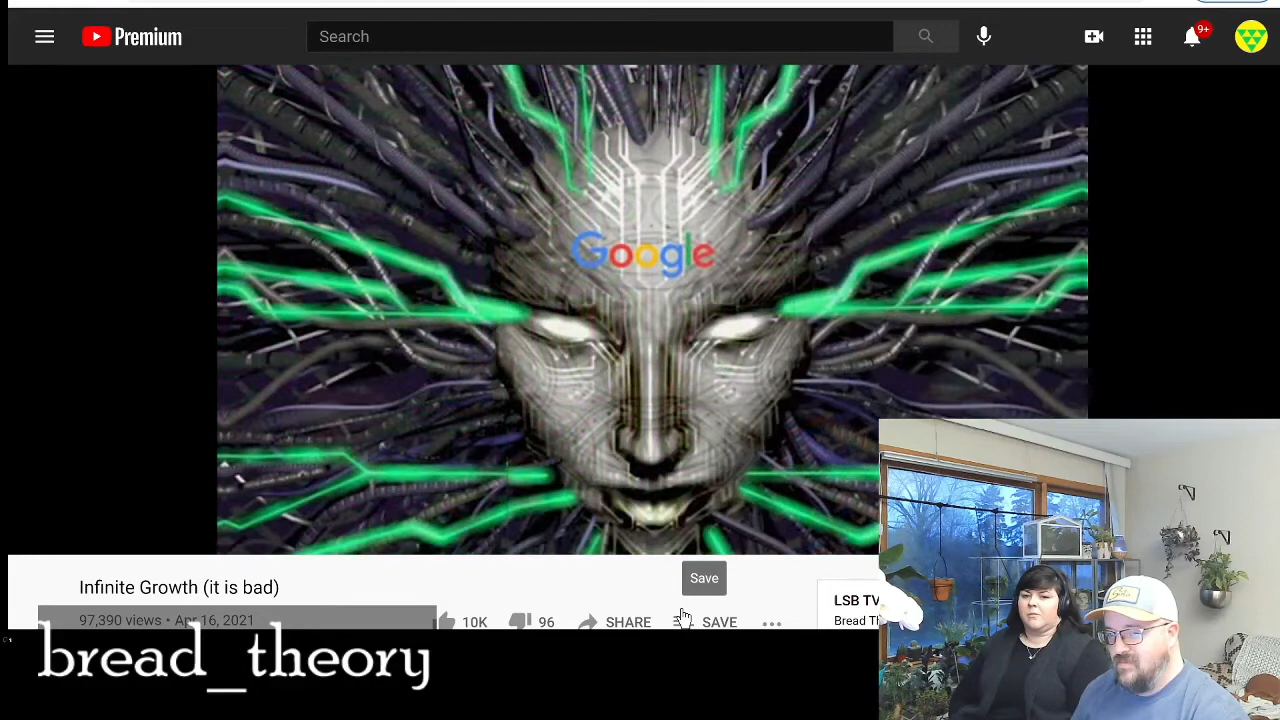 Premium
Search
9+
Google
Save
Infinite Growth (it is bad)
97,390 views • Apr 16, 2021
10K
96
SHARE
SAVE
LSB TV
bread_theory